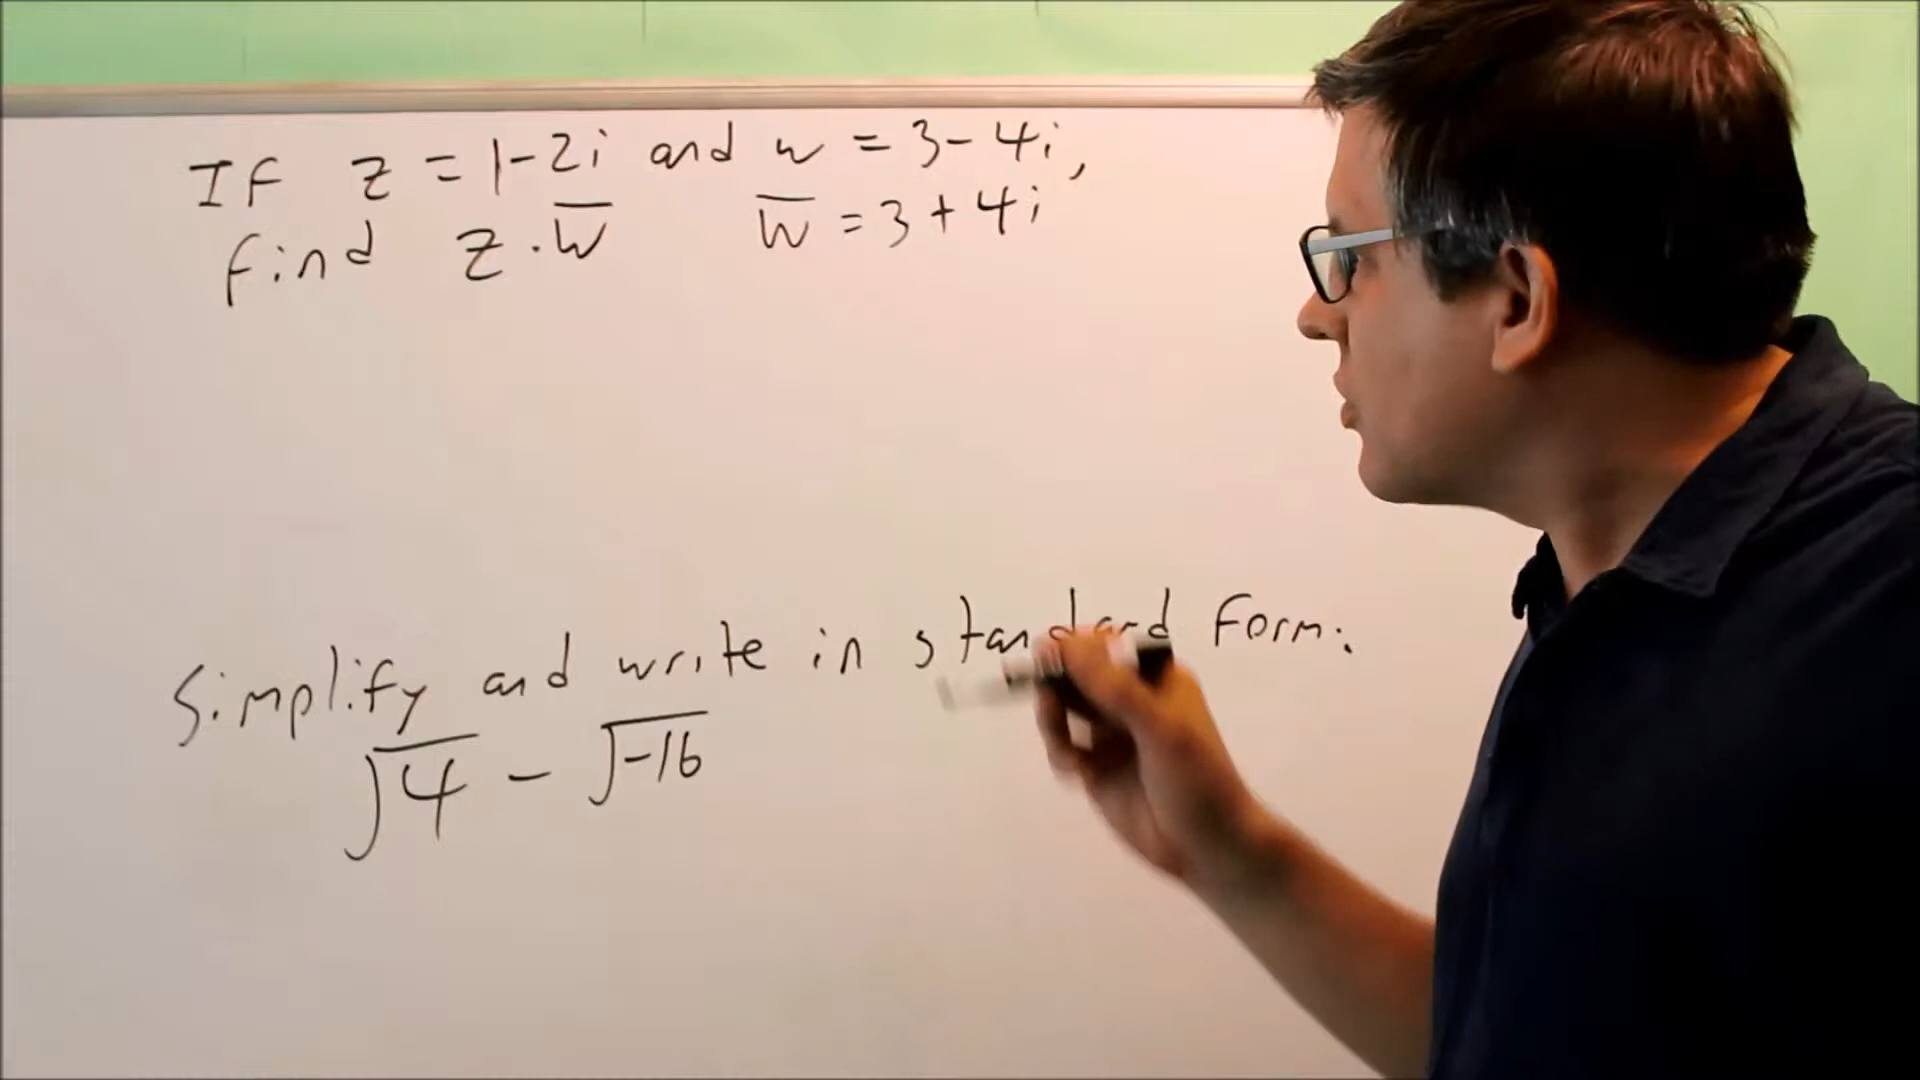 If z = 1-2i and w = 3-4i,
find z · w̅ w̅ = 3+4i
Simplify and write in standard form:
√4 - √-16